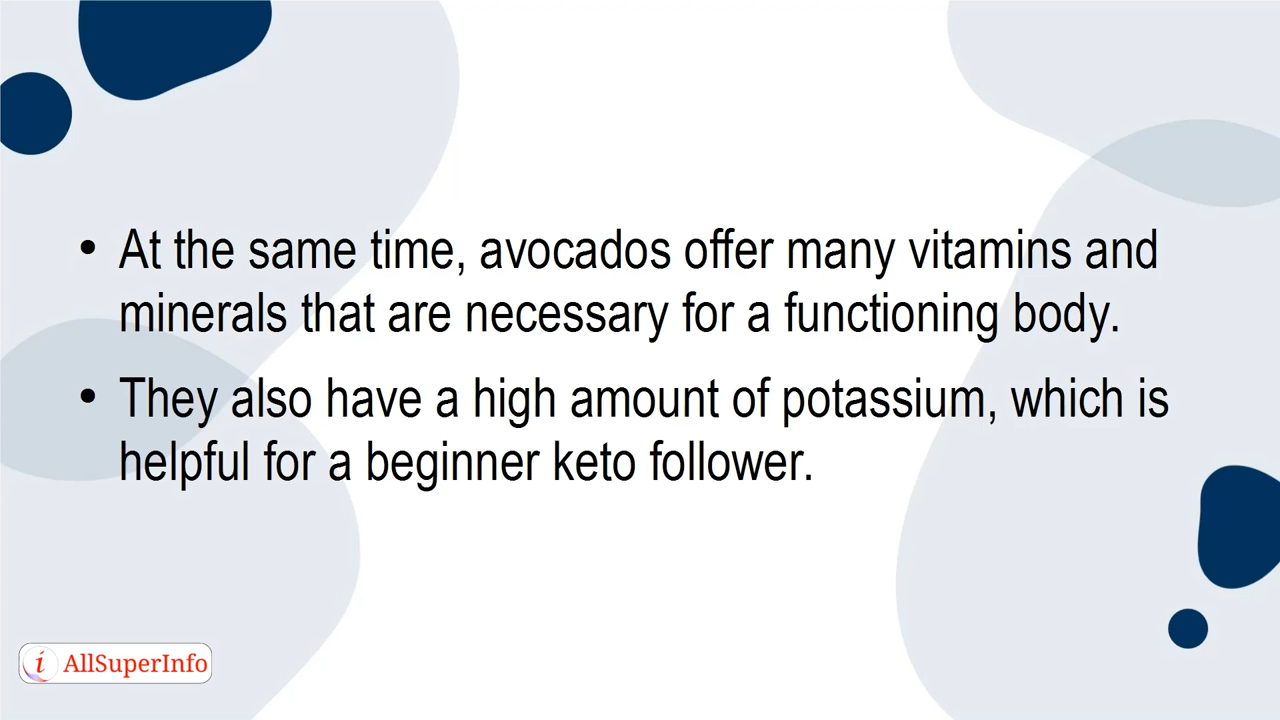 • At the same time, avocados offer many vitamins and
minerals that are necessary for a functioning body.
• They also have a high amount of potassium, which is
helpful for a beginner keto follower.
i AllSuperInfo